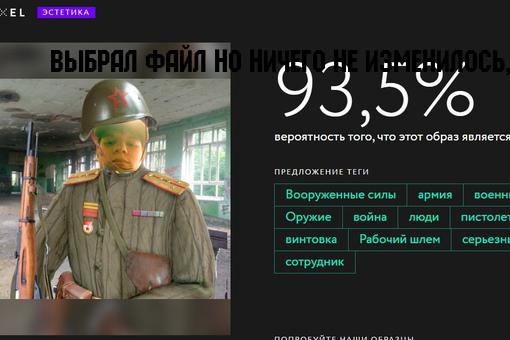 XEL ЭСТЕТИКА
ВЫБРАЛ ФАЙЛ НО НИЧЕГО НЕ ИЗМЕНИЛОСЬ,
93,5%
вероятность того, что этот образ является
ПРЕДЛОЖЕНИЕ ТЕГИ
Вооруженные силы армия военн
Оружие война люди пистолет
винтовка Рабочий шлем серьезнь
сотрудник
ПОПРОБУЙТЕ НАШИ ОБРАЗЦЫ